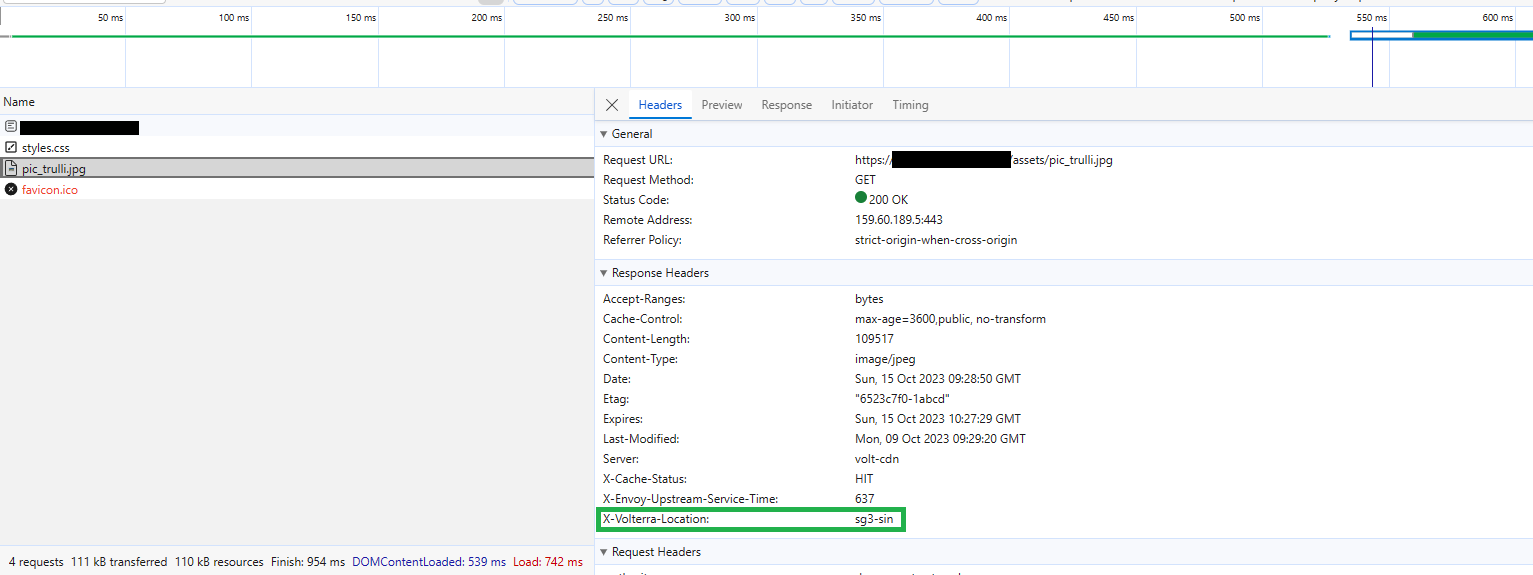 50 ms 100 ms 150 ms 200 ms 250 ms 300 ms 350 ms 400 ms 450 ms 500 ms 550 ms 600 ms
Name
styles.css
pic_trulli.jpg
favicon.ico
4 requests 111 kB transferred 110 kB resources Finish: 954 ms DOMContentLoaded: 539 ms Load: 742 ms
Headers Preview Response Initiator Timing
General
Request URL: https:// /assets/pic_trulli.jpg
Request Method: GET
Status Code: 200 OK
Remote Address: 159.60.189.5:443
Referrer Policy: strict-origin-when-cross-origin
Response Headers
Accept-Ranges: bytes
Cache-Control: max-age=3600,public, no-transform
Content-Length: 109517
Content-Type: image/jpeg
Date: Sun, 15 Oct 2023 09:28:50 GMT
Etag: "6523c7f0-1abcd"
Expires: Sun, 15 Oct 2023 10:27:29 GMT
Last-Modified: Mon, 09 Oct 2023 09:29:20 GMT
Server: volt-cdn
X-Cache-Status: HIT
X-Envoy-Upstream-Service-Time: 637
X-Volterra-Location: sg3-sin
Request Headers